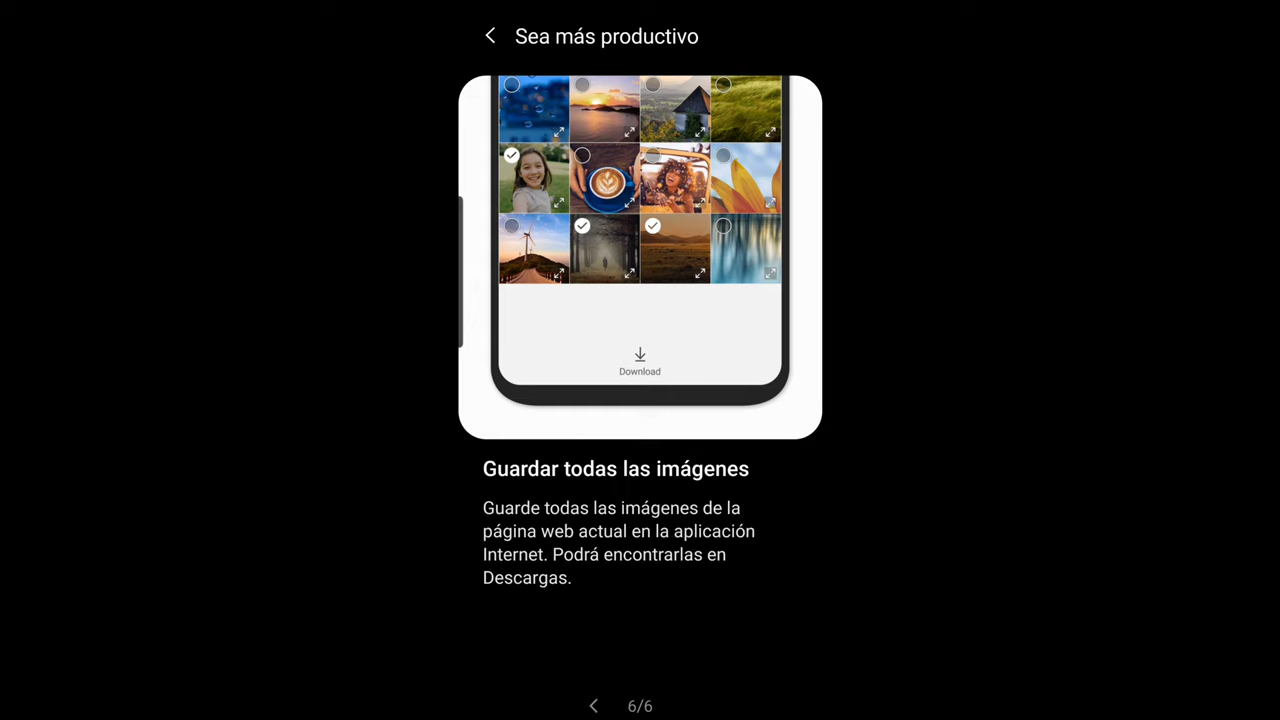 Sea más productivo
Download
Guardar todas las imágenes
Guarde todas las imágenes de la
página web actual en la aplicación
Internet. Podrá encontrarlas en
Descargas.
6/6